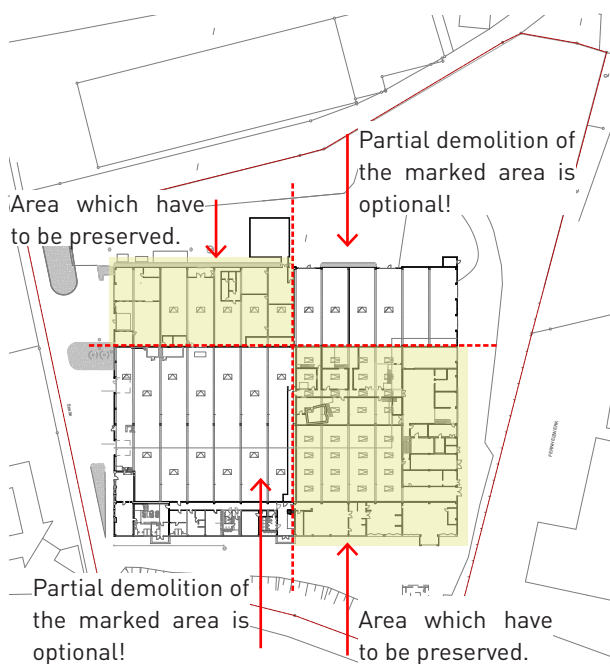 Partial demolition of
the marked area is
optional!
Area which have
to be preserved.
Partial demolition of
the marked area is
optional!
Area which have
to be preserved.